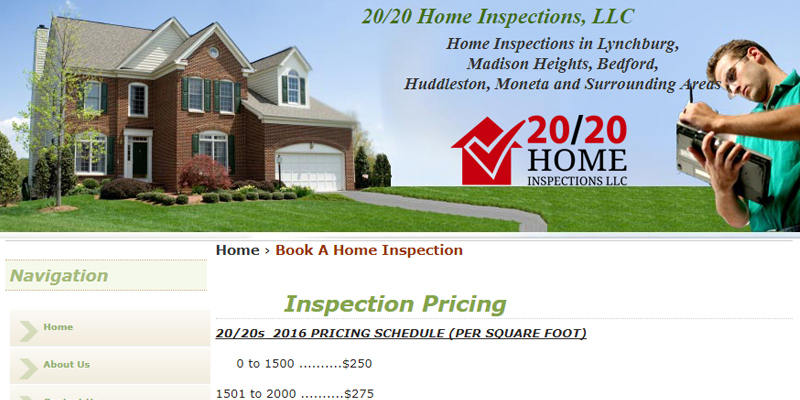 20/20 Home Inspections, LLC
Home Inspections in Lynchburg,
Madison Heights, Bedford,
Huddleston, Moneta and Surrounding Areas
20/20
HOME
INSPECTIONS LLC
Home › Book A Home Inspection
Navigation
Home
About Us
Inspection Pricing
20/20s 2016 PRICING SCHEDULE (PER SQUARE FOOT)
0 to 1500 ..........$250
1501 to 2000 ..........$275